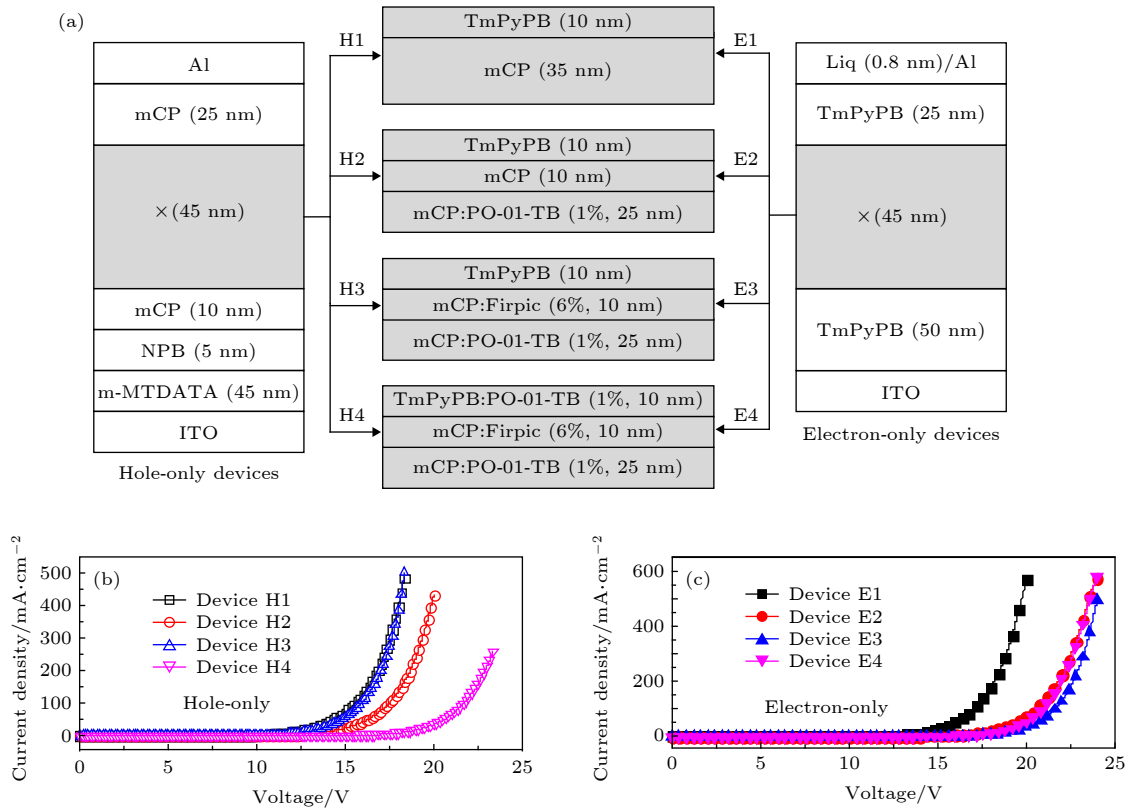 (a)
Al
mCP (25 nm)
×(45 nm)
mCP (10 nm)
NPB (5 nm)
m-MTDATA (45 nm)
ITO
Hole-only devices
H1
TmPyPB (10 nm)
mCP (35 nm)
E1
H2
TmPyPB (10 nm)
mCP (10 nm)
mCP:PO-01-TB (1%, 25 nm)
E2
H3
TmPyPB (10 nm)
mCP:Firpic (6%, 10 nm)
mCP:PO-01-TB (1%, 25 nm)
E3
H4
TmPyPB:PO-01-TB (1%, 10 nm)
mCP:Firpic (6%, 10 nm)
mCP:PO-01-TB (1%, 25 nm)
E4
Liq (0.8 nm)/Al
TmPyPB (25 nm)
×(45 nm)
TmPyPB (50 nm)
ITO
Electron-only devices
(b)
Current density/mA·cm⁻²
500
400
300
200
100
0
Device H1
Device H2
Device H3
Device H4
Hole-only
0 5 10 15 20 25
Voltage/V
(c)
Current density/mA·cm⁻²
600
400
200
0
Device E1
Device E2
Device E3
Device E4
Electron-only
0 5 10 15 20 25
Voltage/V